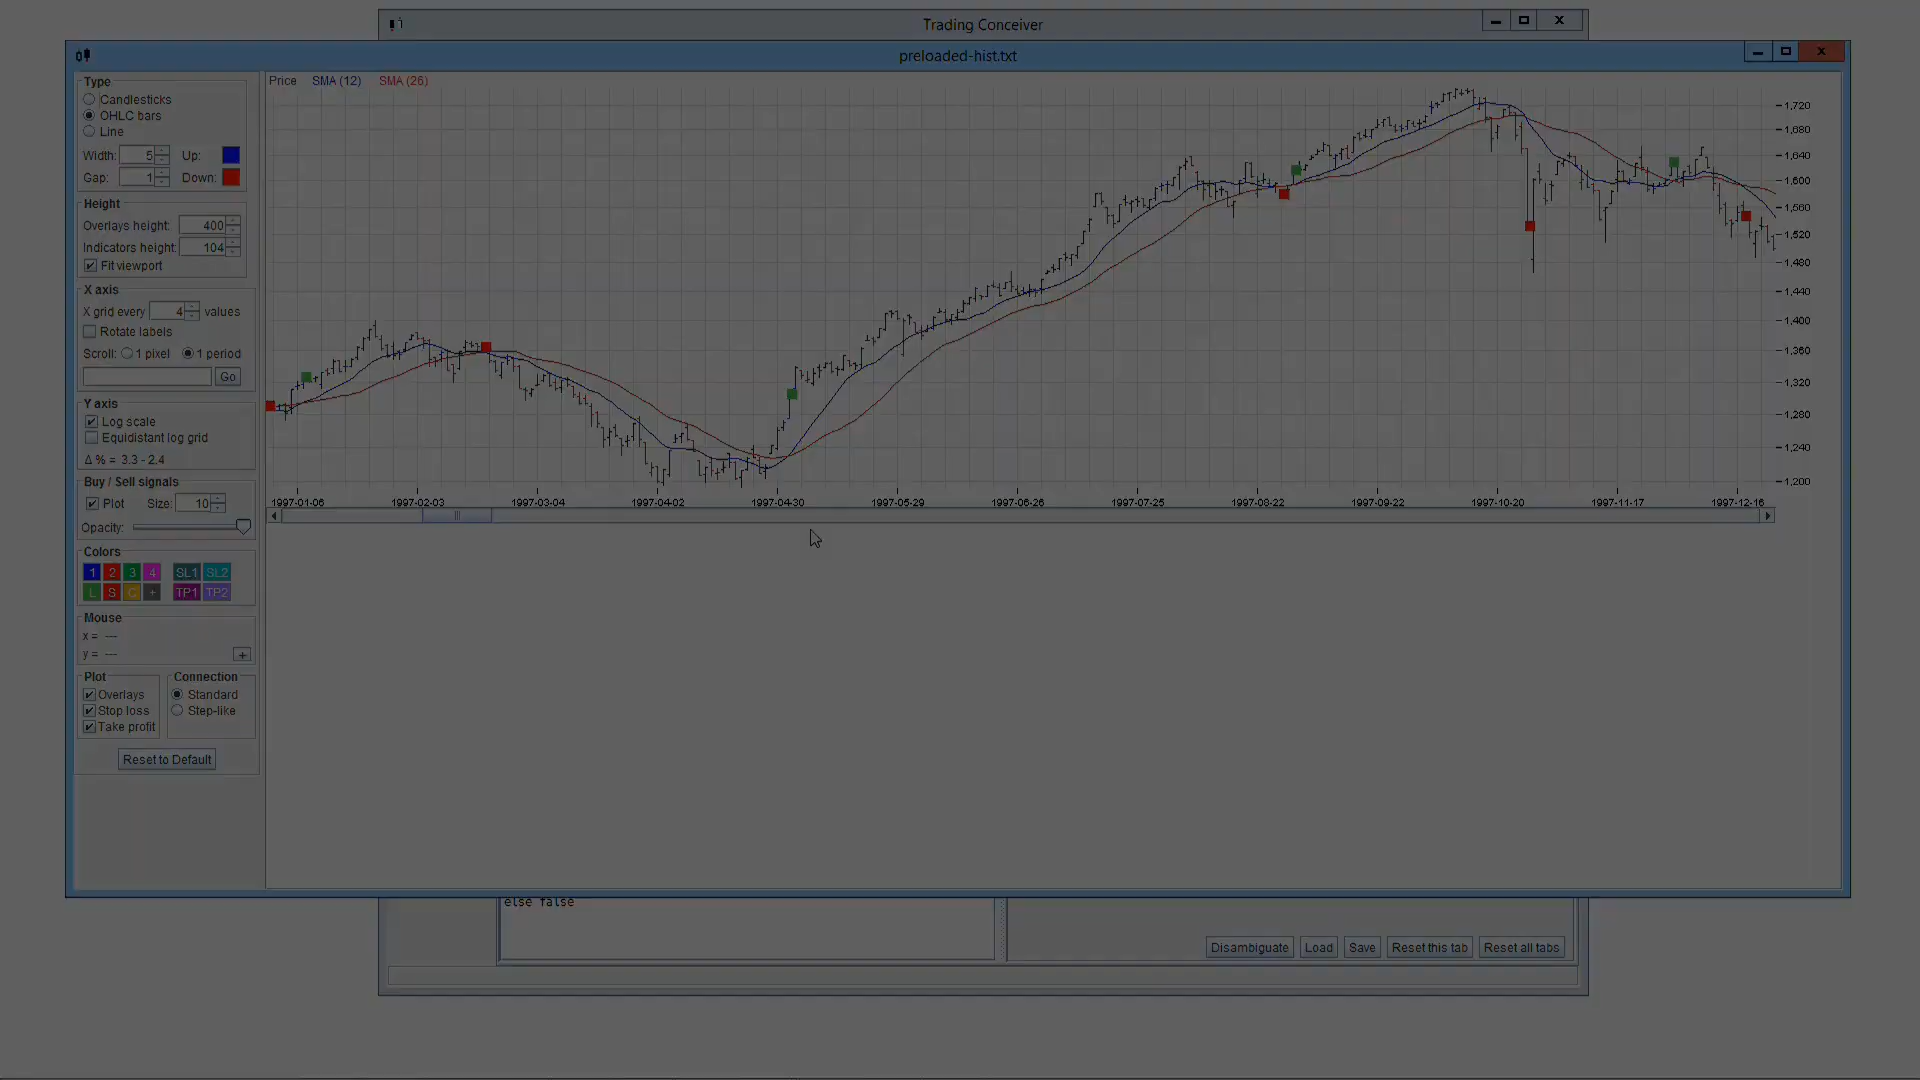 Trading Conceiver
preloaded-hist.txt
Type
Candlesticks
OHLC bars
Line
Width: 5 Up:
Gap: 1 Down:
Height
Overlays height: 400
Indicators height: 104
Fit viewport
X axis
X grid every 4 values
Rotate labels
Scroll: 1 pixel 1 period
Go
Y axis
Log scale
Equidistant log grid
Δ % = 3.3 - 2.4
Buy / Sell signals
Plot Size: 10
Opacity:
Colors
1 2 3 4 SL1 SL2
L S C + TP1 TP2
Mouse
x = ---
y = --- +
Plot
Overlays
Stop loss
Take profit
Connection
Standard
Step-like
Reset to Default
Price SMA (12) SMA (26)
1,720
1,680
1,640
1,600
1,560
1,520
1,480
1,440
1,400
1,360
1,320
1,280
1,240
1,200
1997-01-06 1997-02-03 1997-03-04 1997-04-02 1997-04-30 1997-05-29 1997-06-26 1997-07-25 1997-08-22 1997-09-22 1997-10-20 1997-11-17 1997-12-16
else false
Disambiguate Load Save Reset this tab Reset all tabs